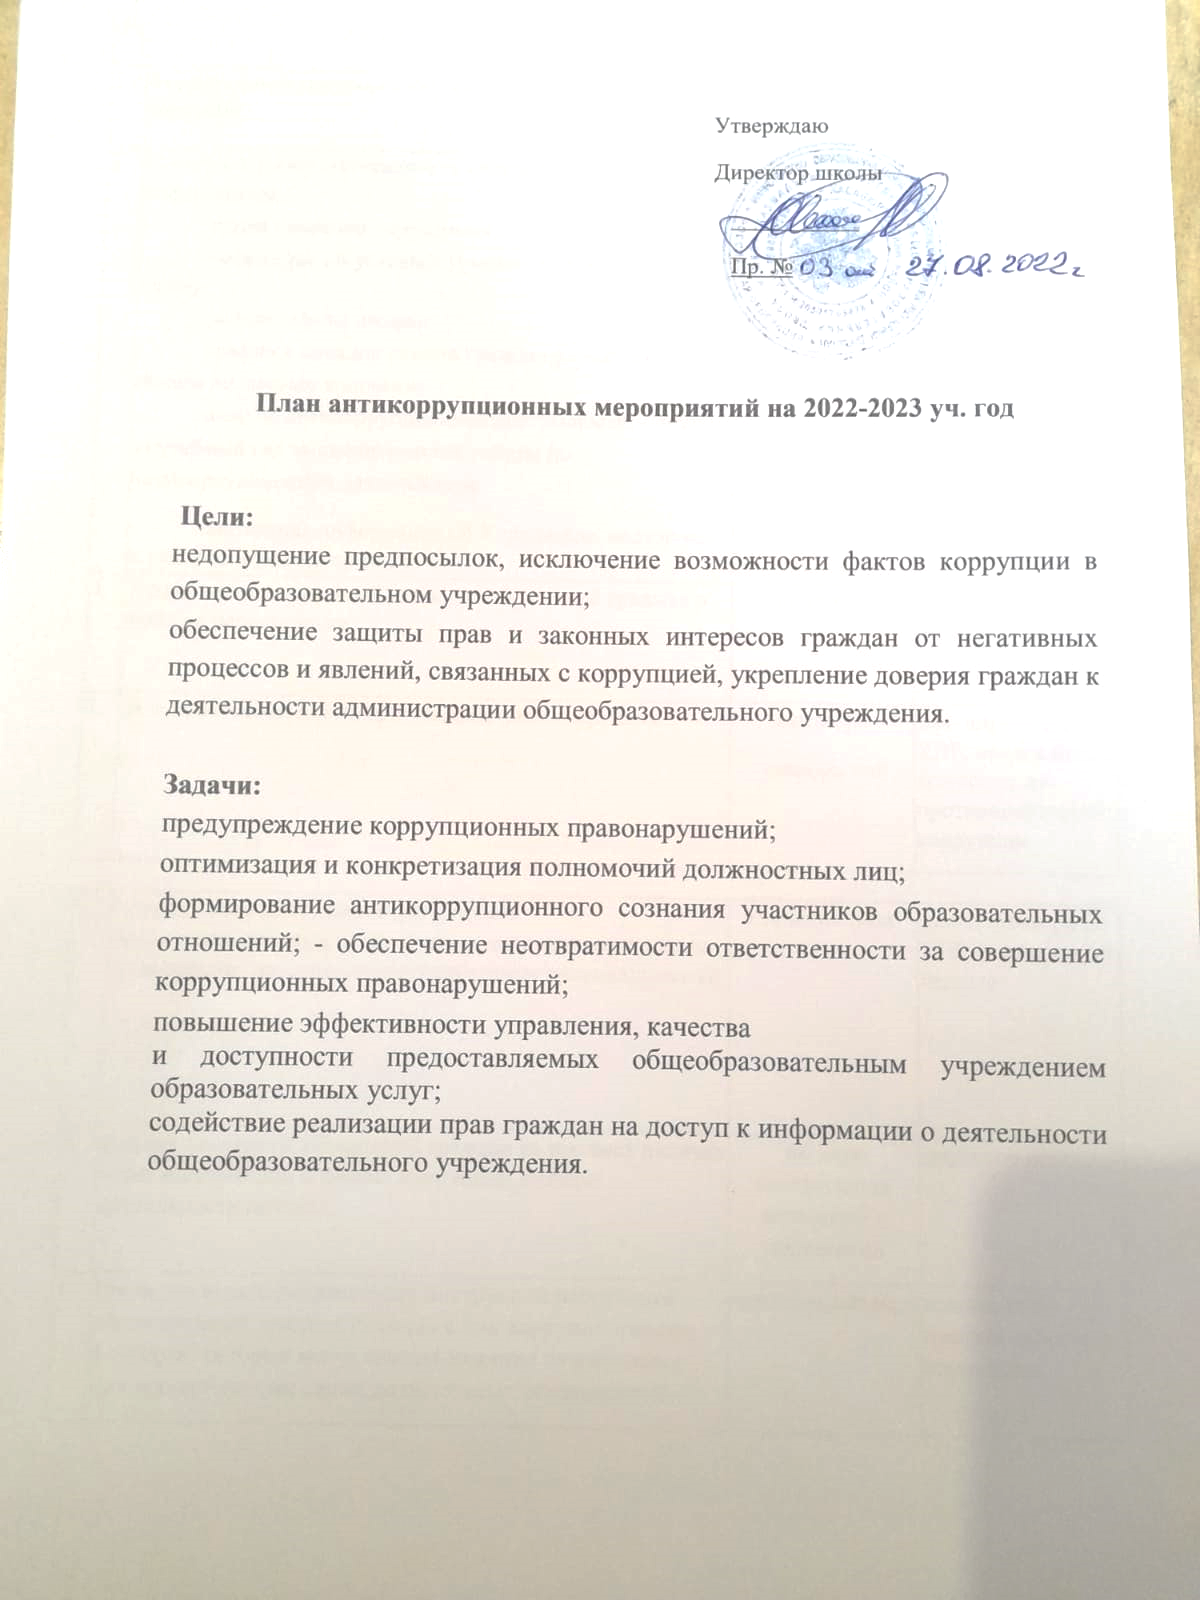 Утверждаю
Директор школы
Пр. № 03 от 27.08.2022 г
План антикоррупционных мероприятий на 2022-2023 уч. год
Цели:
недопущение предпосылок, исключение возможности фактов коррупции в
общеобразовательном учреждении;
обеспечение защиты прав и законных интересов граждан от негативных
процессов и явлений, связанных с коррупцией, укрепление доверия граждан к
деятельности администрации общеобразовательного учреждения.
Задачи:
предупреждение коррупционных правонарушений;
оптимизация и конкретизация полномочий должностных лиц;
формирование антикоррупционного сознания участников образовательных
отношений; - обеспечение неотвратимости ответственности за совершение
коррупционных правонарушений;
повышение эффективности управления, качества
и доступности предоставляемых общеобразовательным учреждением
образовательных услуг;
содействие реализации прав граждан на доступ к информации о деятельности
общеобразовательного учреждения.